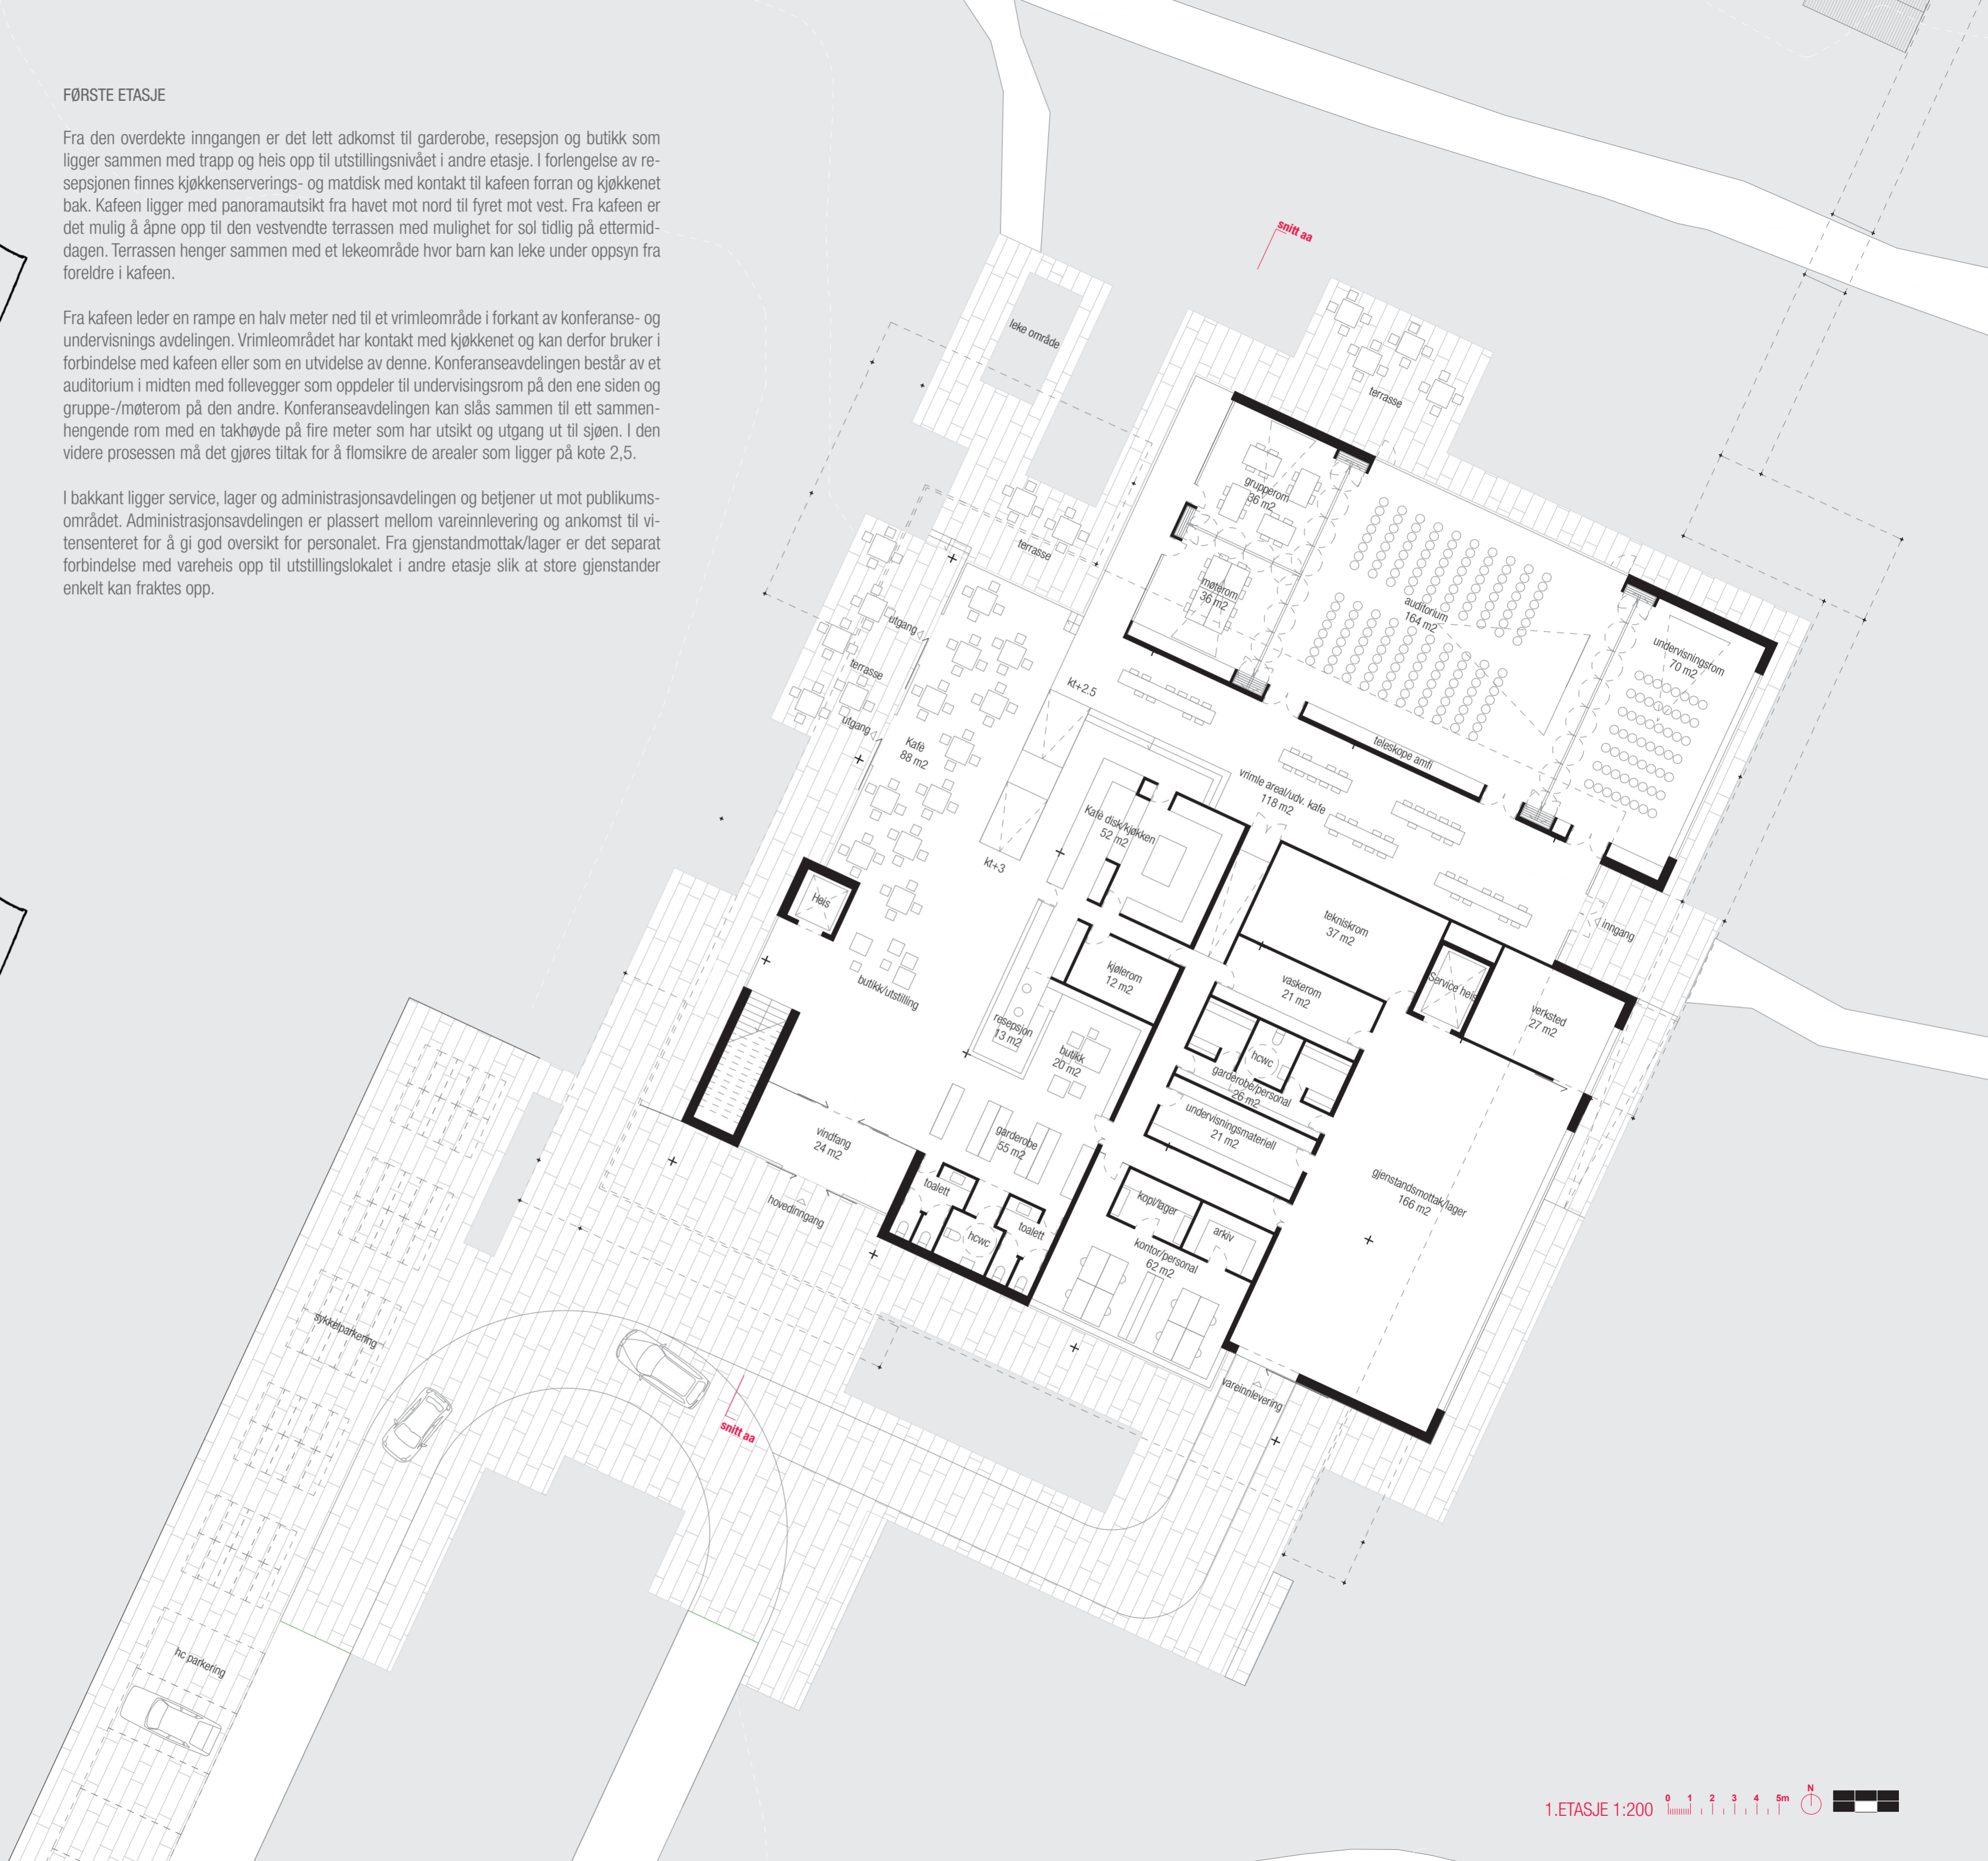 FØRSTE ETASJE
Fra den overdekte inngangen er det lett adkomst til garderobe, resepsjon og butikk som
ligger sammen med trapp og heis opp til utstillingsnivået i andre etasje. I forlengelse av re-
sepsjonen finnes kjøkkenserverings- og matdisk med kontakt til kafeen forran og kjøkkenet
bak. Kafeen ligger med panoramautsikt fra havet mot nord til fyret mot vest. Fra kafeen er
det mulig å åpne opp til den vestvendte terrassen med mulighet for sol tidlig på ettermid-
dagen. Terrassen henger sammen med et lekeområde hvor barn kan leke under oppsyn fra
foreldre i kafeen.
Fra kafeen leder en rampe en halv meter ned til et vrimleområde i forkant av konferanse- og
undervisnings avdelingen. Vrimleområdet har kontakt med kjøkkenet og kan derfor bruker i
forbindelse med kafeen eller som en utvidelse av denne. Konferanseavdelingen består av et
auditorium i midten med follevegger som oppdeler til undervisingsrom på den ene siden og
gruppe-/møterom på den andre. Konferanseavdelingen kan slås sammen til ett sammen-
hengende rom med en takhøyde på fire meter som har utsikt og utgang ut til sjøen. I den
videre prosessen må det gjøres tiltak for å flomsikre de arealer som ligger på kote 2,5.
I bakkant ligger service, lager og administrasjonsavdelingen og betjener ut mot publikums-
området. Administrasjonsavdelingen er plassert mellom vareinnlevering og ankomst til vi-
tensenteret for å gi god oversikt for personalet. Fra gjenstandmottak/lager er det separat
forbindelse med vareheis opp til utstillingslokalet i andre etasje slik at store gjenstander
enkelt kan fraktes opp.
snitt aa
leke område
terrasse
grupperom
36 m2
terrasse
møterom
36 m2
auditorium
164 m2
undervisningsrom
70 m2
utgang
terrasse
utgang
kt+2.5
Kafè
88 m2
teleskope amfi
vrimle areal/udv. kafe
118 m2
Kafè disk/kjøkken
52 m2
kt+3
Heis
tekniskrom
37 m2
Inngang
kjølerom
12 m2
vaskerom
21 m2
Service heis
butikk/utstilling
verksted
27 m2
resepsjon
13 m2
butikk
20 m2
hcwc
garderobe/personal
26 m2
undervisningsmateriell
21 m2
vindfang
24 m2
garderobe
55 m2
toalett
hcwc
toalett
hovedinngang
kopi/lager
arkiv
gjenstandsmottak/lager
166 m2
kontor/personal
62 m2
sykkelparkering
vareinnlevering
snitt aa
hc parkering
1.ETASJE 1:200
0 1 2 3 4 5m
N